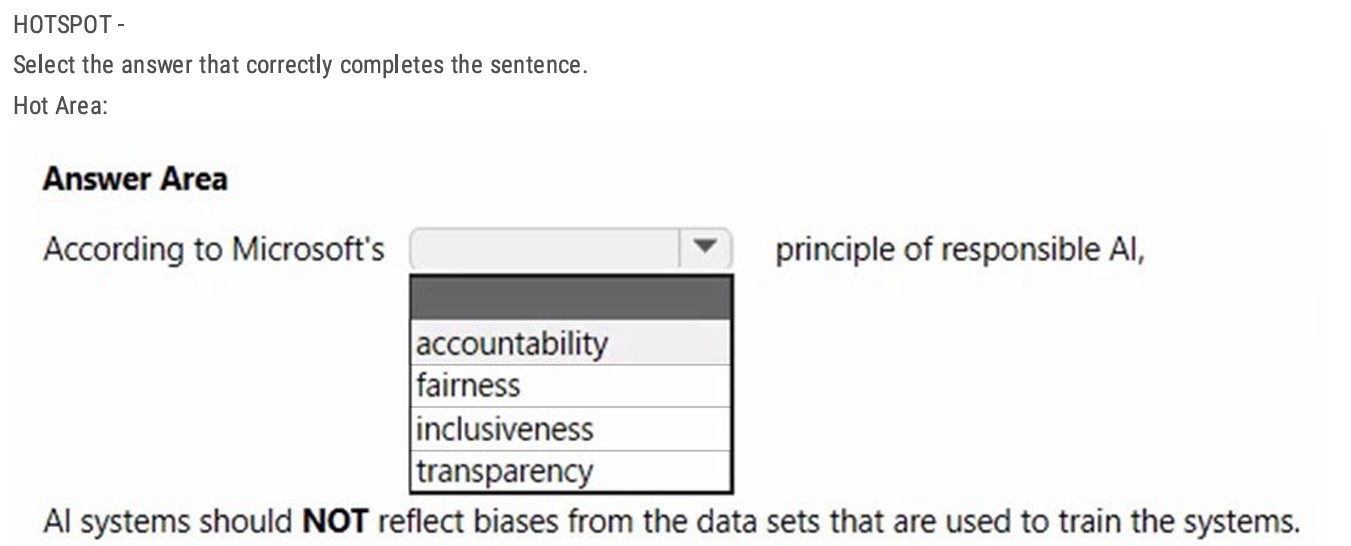 HOTSPOT -
Select the answer that correctly completes the sentence.
Hot Area:
Answer Area
According to Microsoft's principle of responsible AI,
accountability
fairness
inclusiveness
transparency
AI systems should NOT reflect biases from the data sets that are used to train the systems.